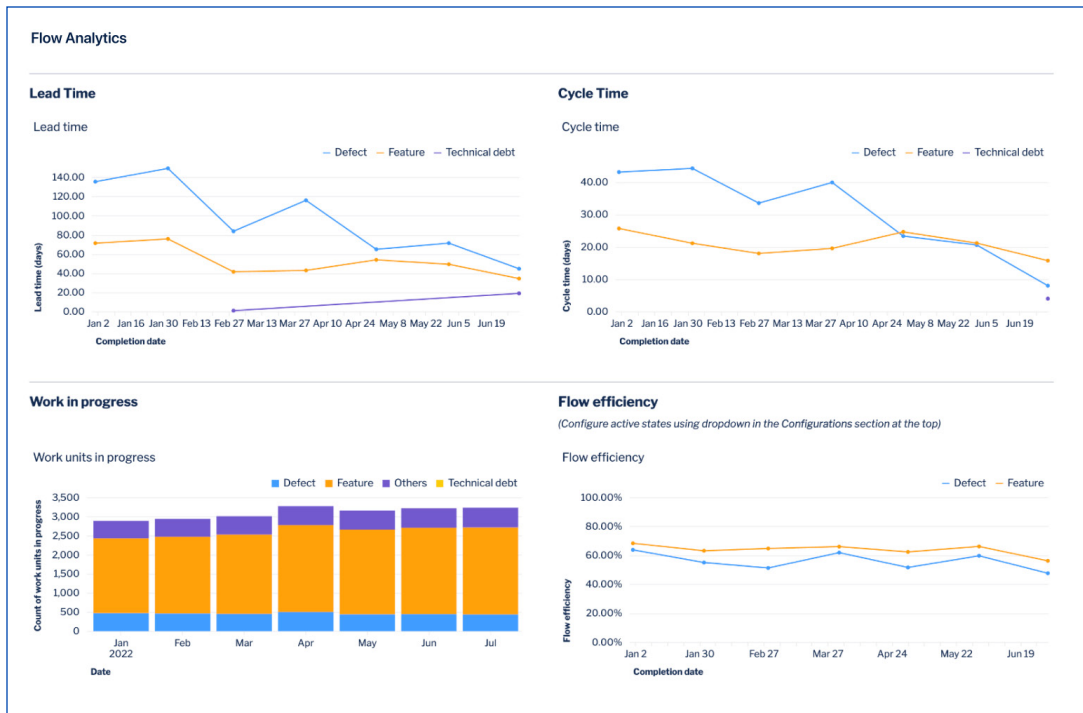 Flow Analytics
Lead Time
Lead time
Defect Feature Technical debt
140.00
120.00
100.00
80.00
60.00
40.00
20.00
0.00
Lead time (days)
Jan 2 Jan 16 Jan 30 Feb 13 Feb 27 Mar 13 Mar 27 Apr 10 Apr 24 May 8 May 22 Jun 5 Jun 19
Completion date
Cycle Time
Cycle time
Defect Feature Technical debt
40.00
30.00
20.00
10.00
0.00
Cycle time (days)
Jan 2 Jan 16 Jan 30 Feb 13 Feb 27 Mar 13 Mar 27 Apr 10 Apr 24 May 8 May 22 Jun 5 Jun 19
Completion date
Work in progress
Work units in progress
Defect Feature Others Technical debt
3,500
3,000
2,500
2,000
1,500
1,000
500
0
Count of work units in progress
Jan Feb Mar Apr May Jun Jul
2022
Date
Flow efficiency
(Configure active states using dropdown in the Configurations section at the top)
Flow efficiency
Defect Feature
100.00%
80.00%
60.00%
40.00%
20.00%
0.00%
Flow efficiency
Jan 2 Jan 30 Feb 27 Mar 27 Apr 24 May 22 Jun 19
Completion date